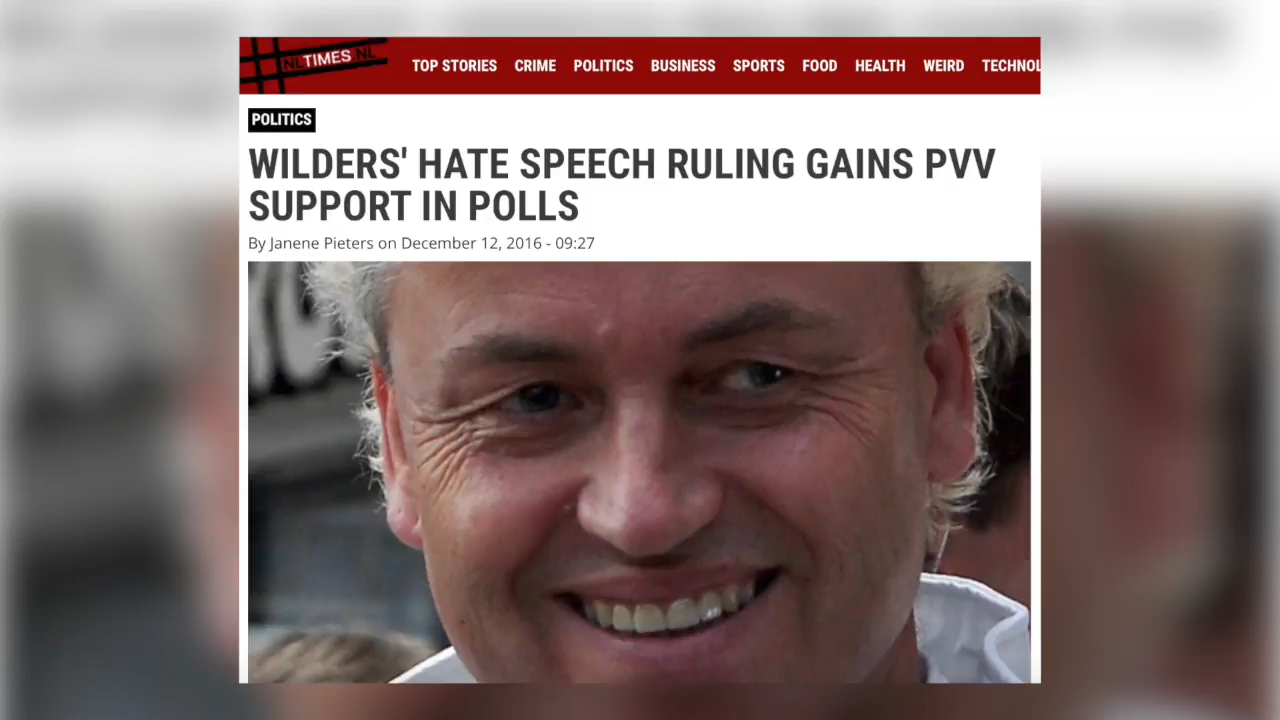 NLTIMES.NL
TOP STORIES CRIME POLITICS BUSINESS SPORTS FOOD HEALTH WEIRD TECHNOL
POLITICS
WILDERS' HATE SPEECH RULING GAINS PVV
SUPPORT IN POLLS
By Janene Pieters on December 12, 2016 - 09:27